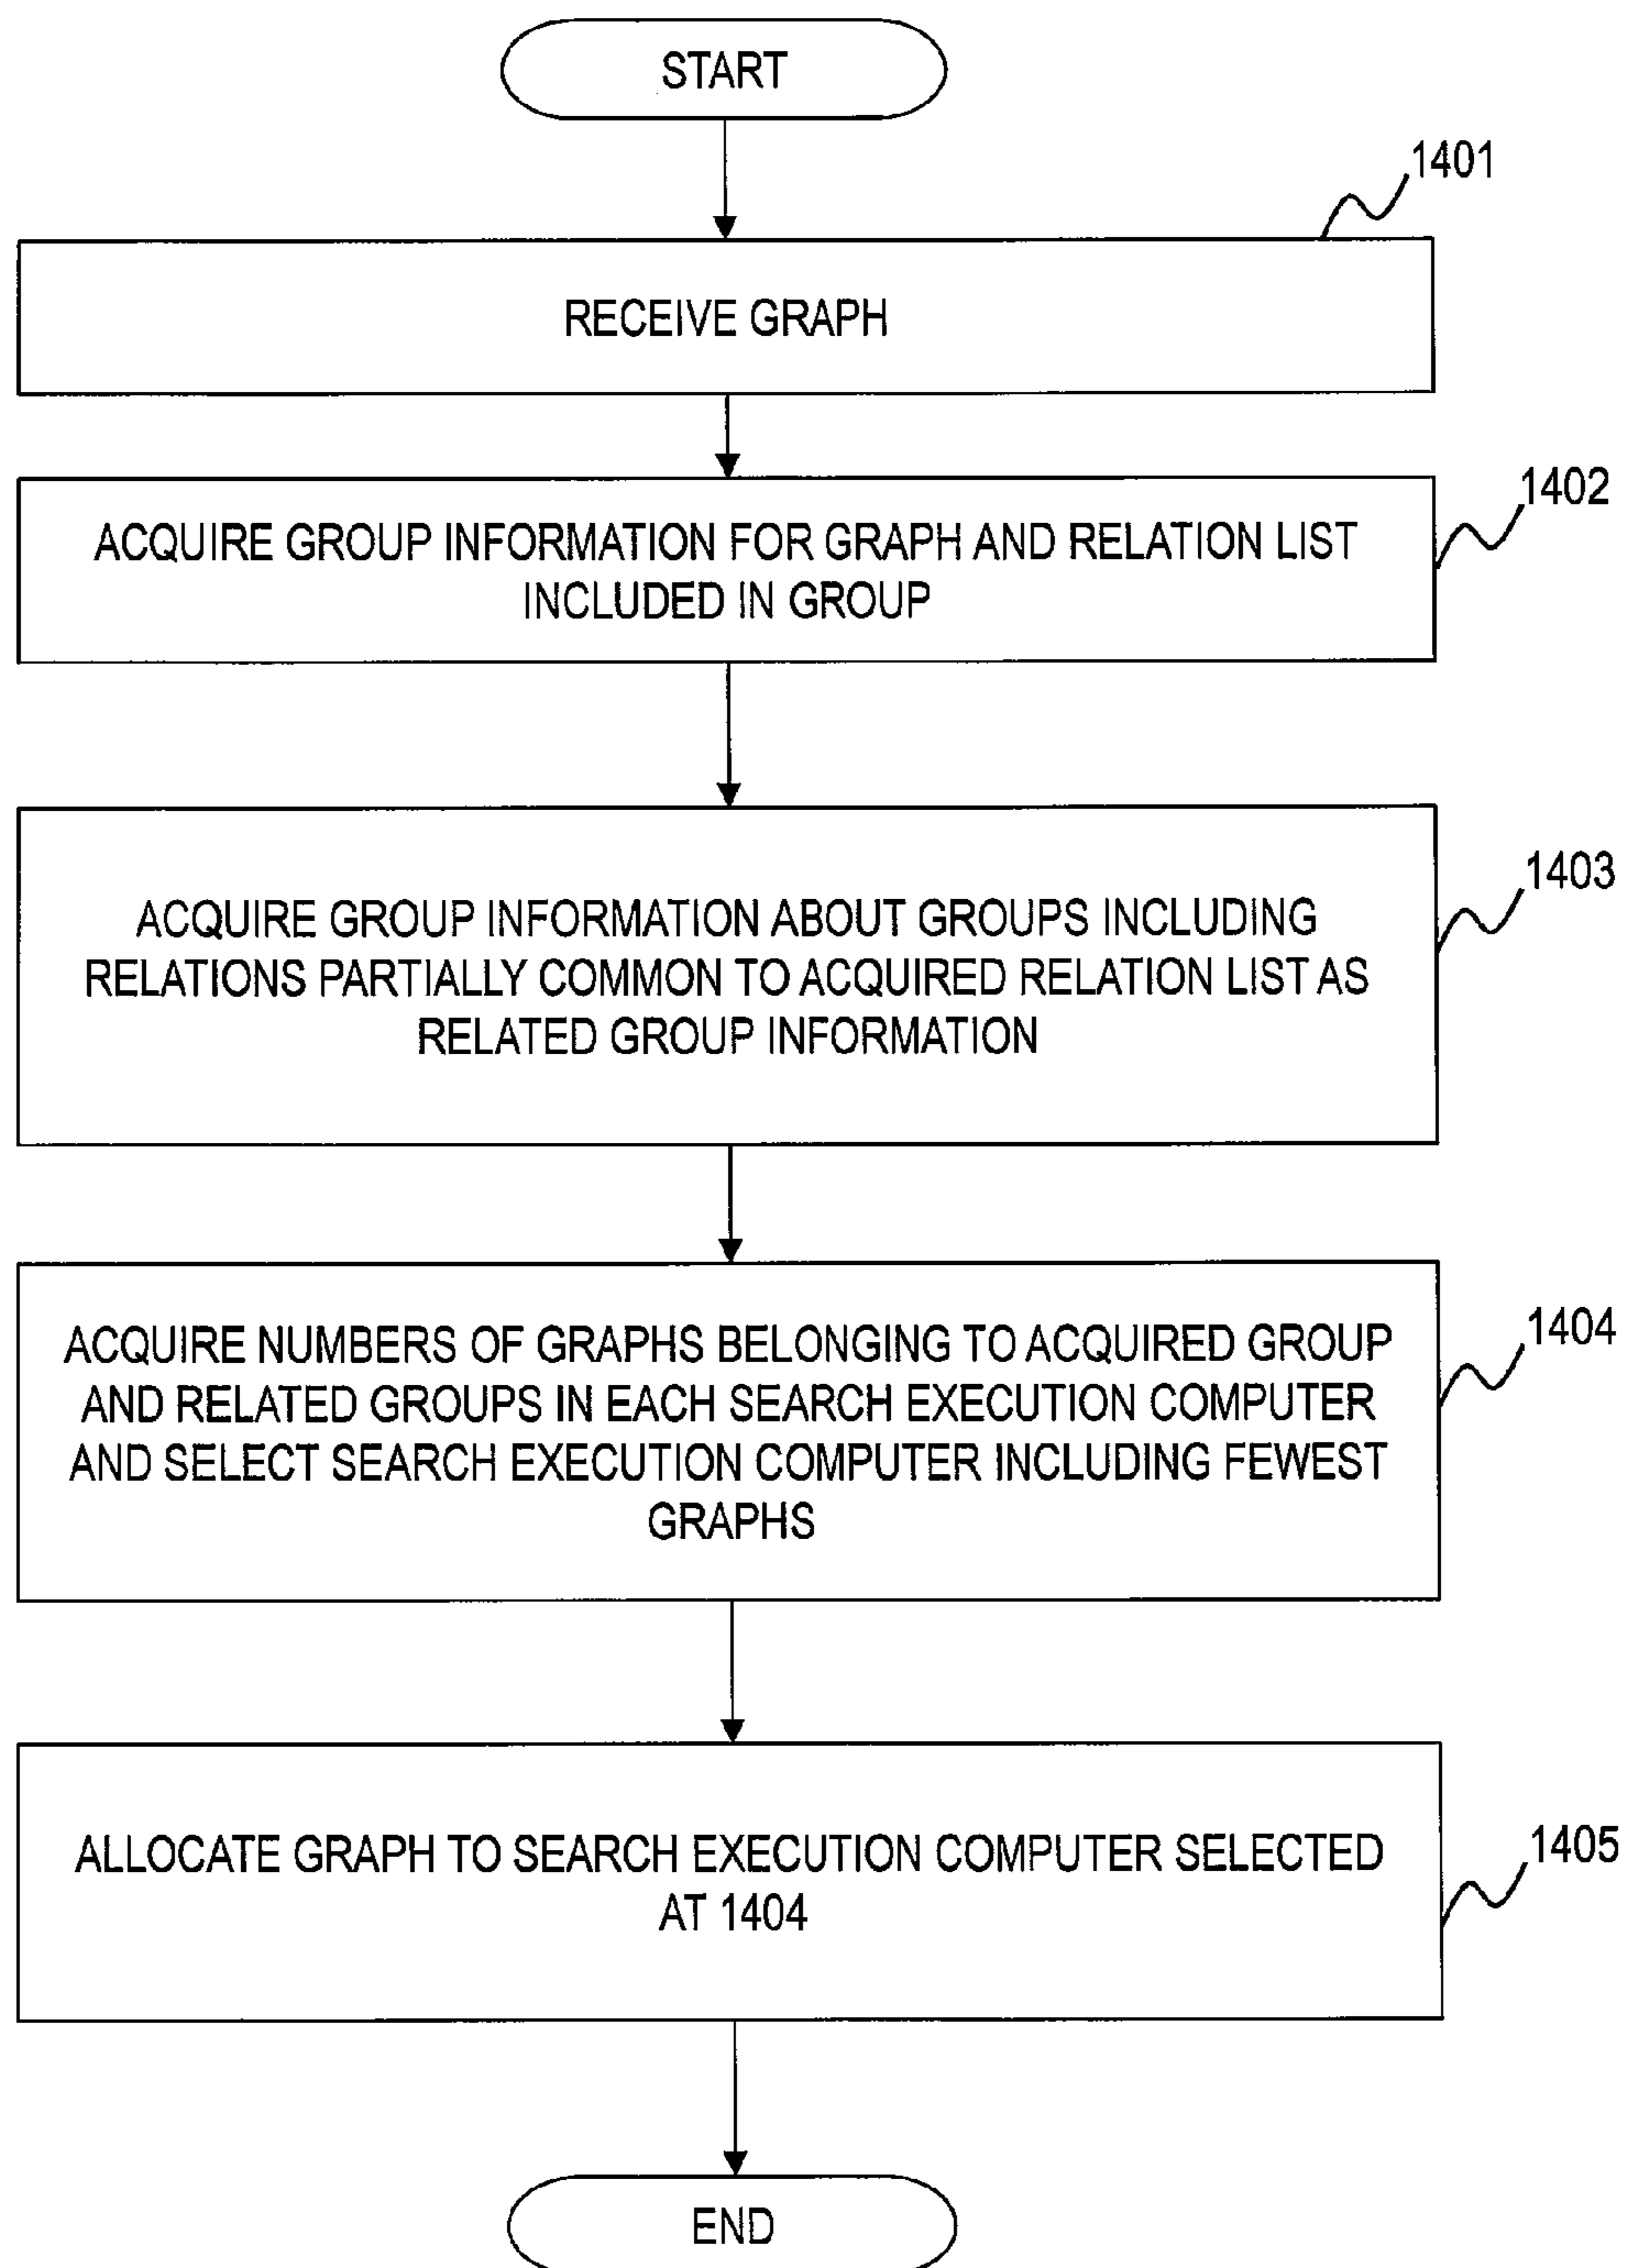 START
1401
RECEIVE GRAPH
1402
ACQUIRE GROUP INFORMATION FOR GRAPH AND RELATION LIST
INCLUDED IN GROUP
1403
ACQUIRE GROUP INFORMATION ABOUT GROUPS INCLUDING
RELATIONS PARTIALLY COMMON TO ACQUIRED RELATION LIST AS
RELATED GROUP INFORMATION
1404
ACQUIRE NUMBERS OF GRAPHS BELONGING TO ACQUIRED GROUP
AND RELATED GROUPS IN EACH SEARCH EXECUTION COMPUTER
AND SELECT SEARCH EXECUTION COMPUTER INCLUDING FEWEST
GRAPHS
1405
ALLOCATE GRAPH TO SEARCH EXECUTION COMPUTER SELECTED
AT 1404
END